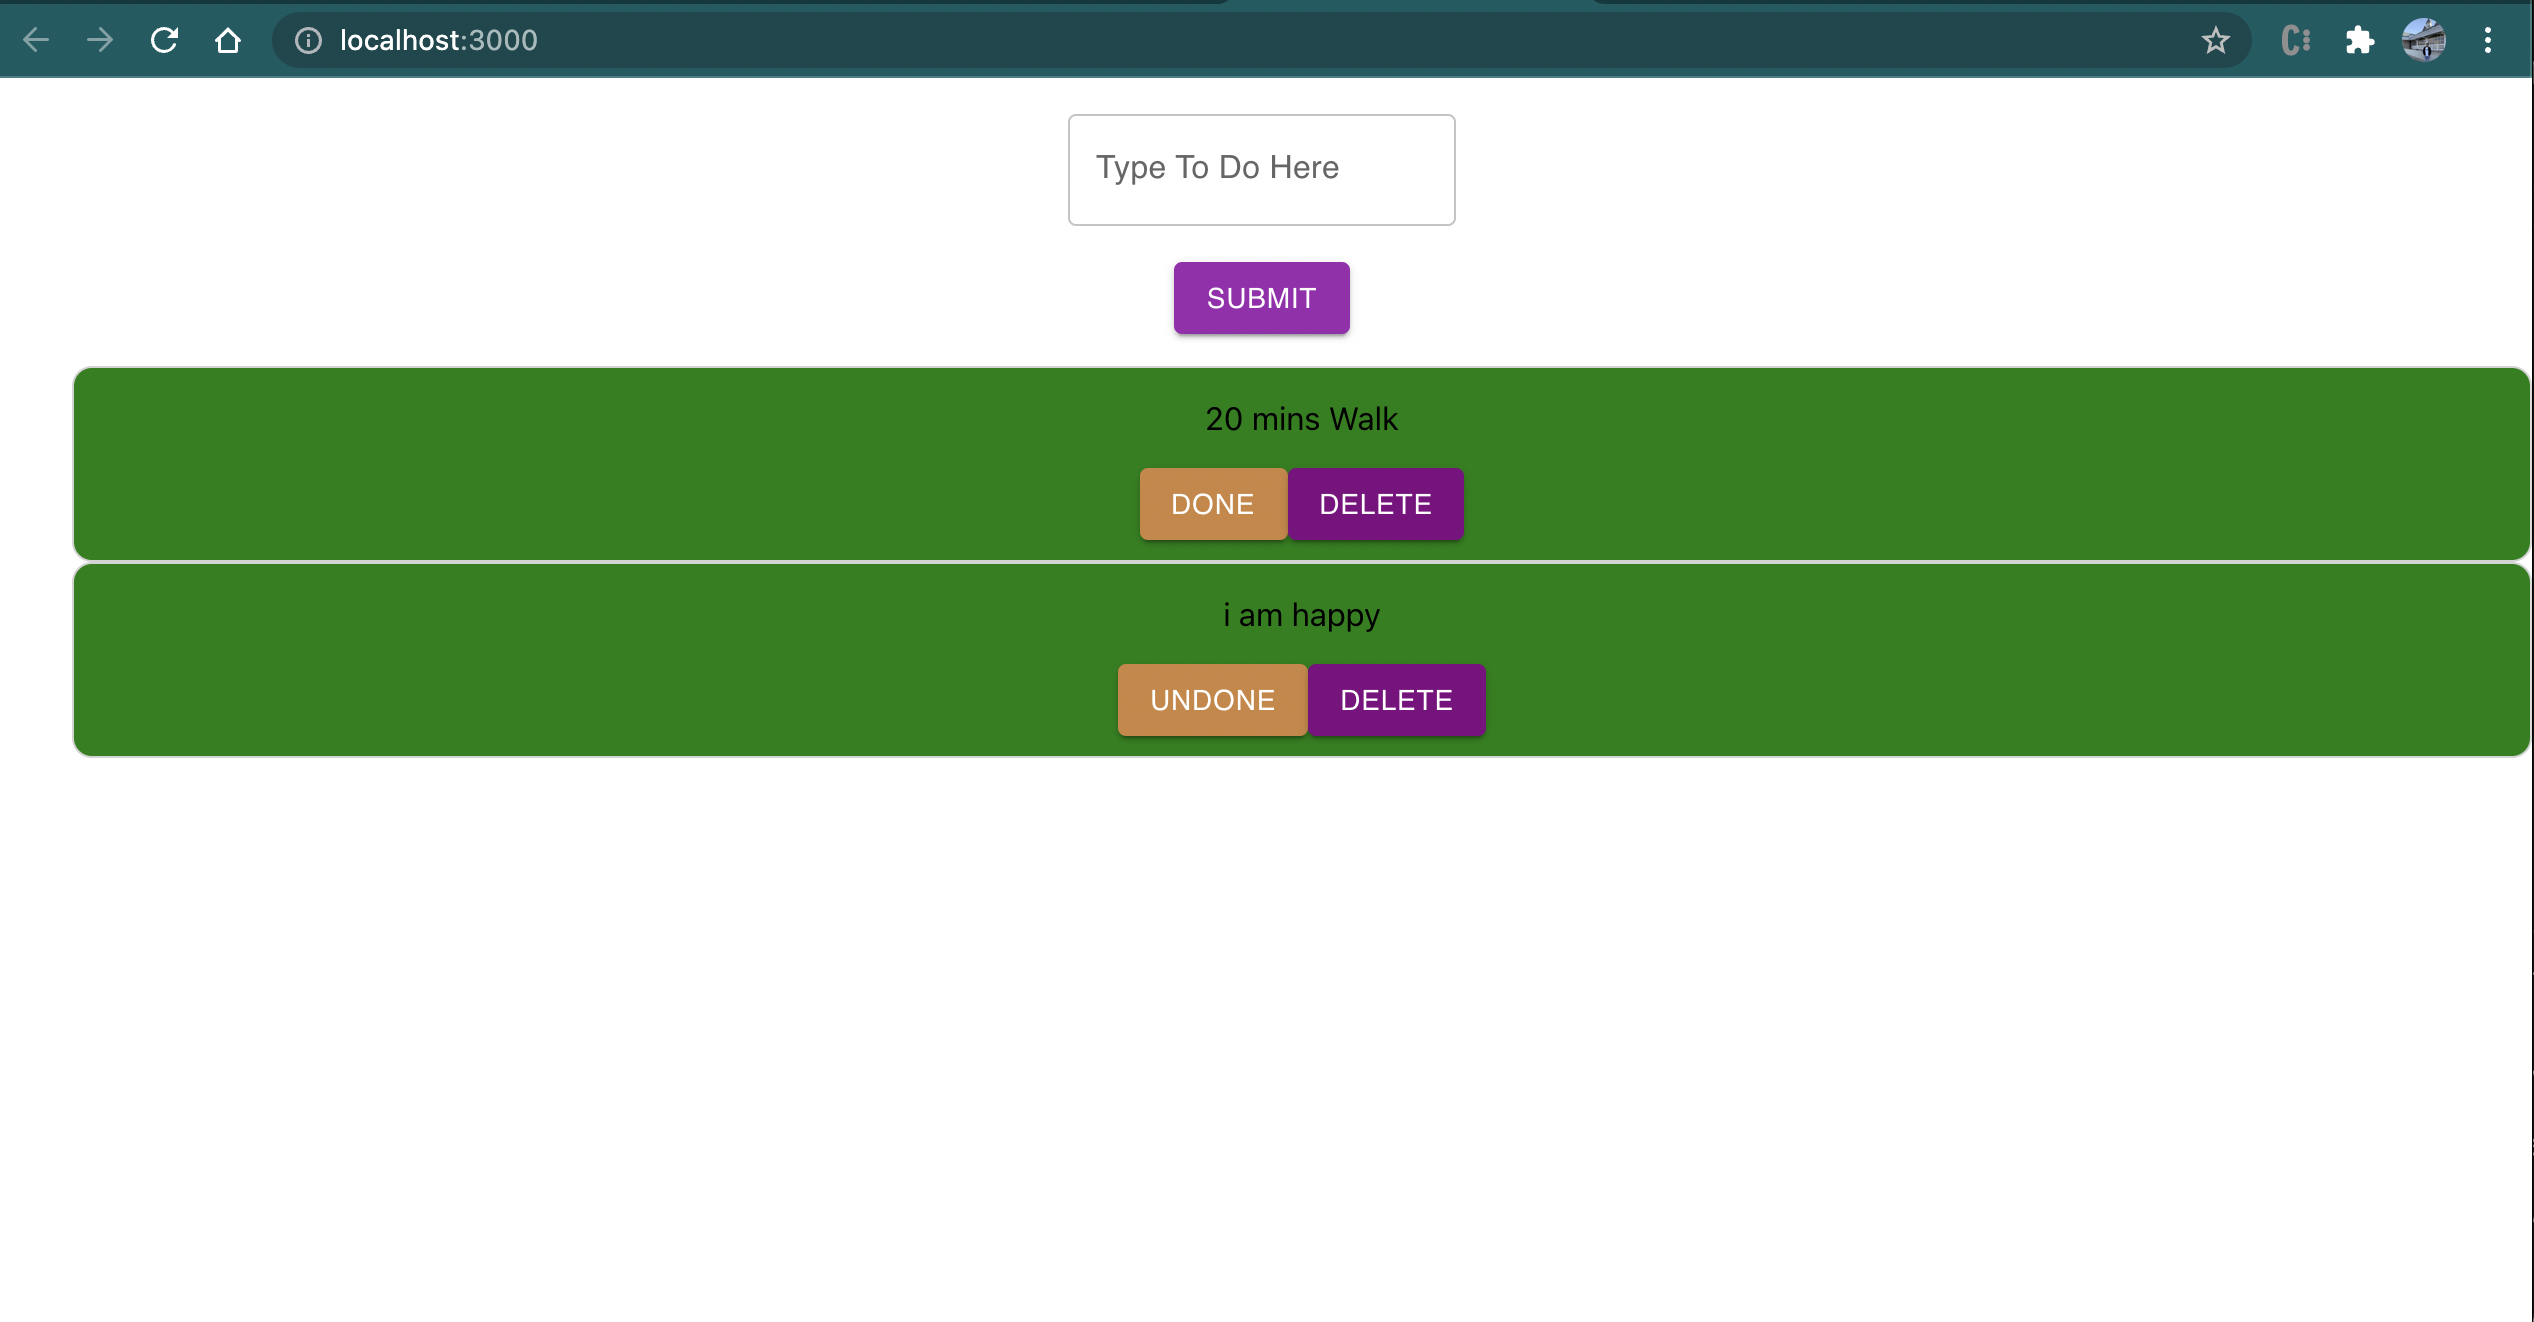 localhost:3000
Type To Do Here
SUBMIT
20 mins Walk
DONE DELETE
i am happy
UNDONE DELETE